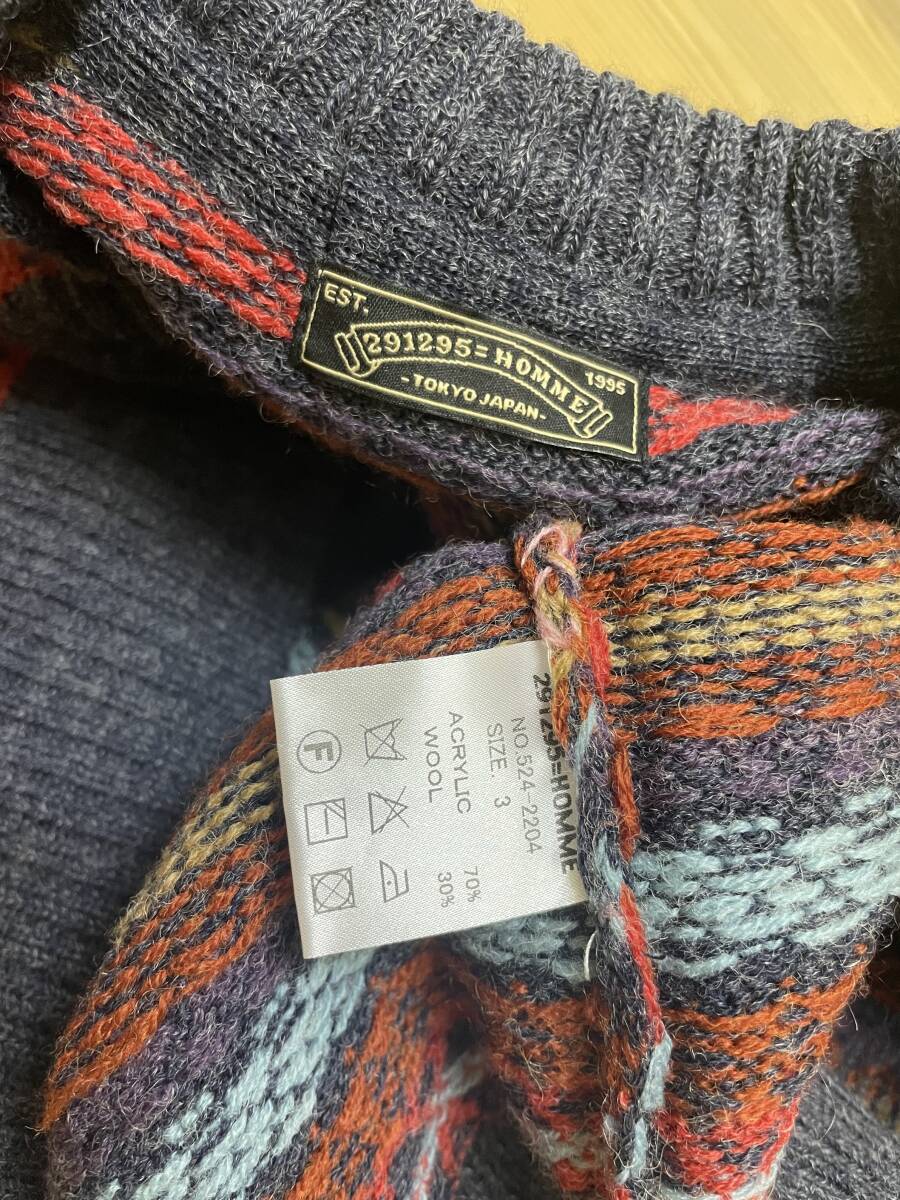 EST. 1995
291295=HOMME
-TOKYO JAPAN-
291295=HOMME
NO.524-2204
SIZE. 3
ACRYLIC 70%
WOOL 30%
F